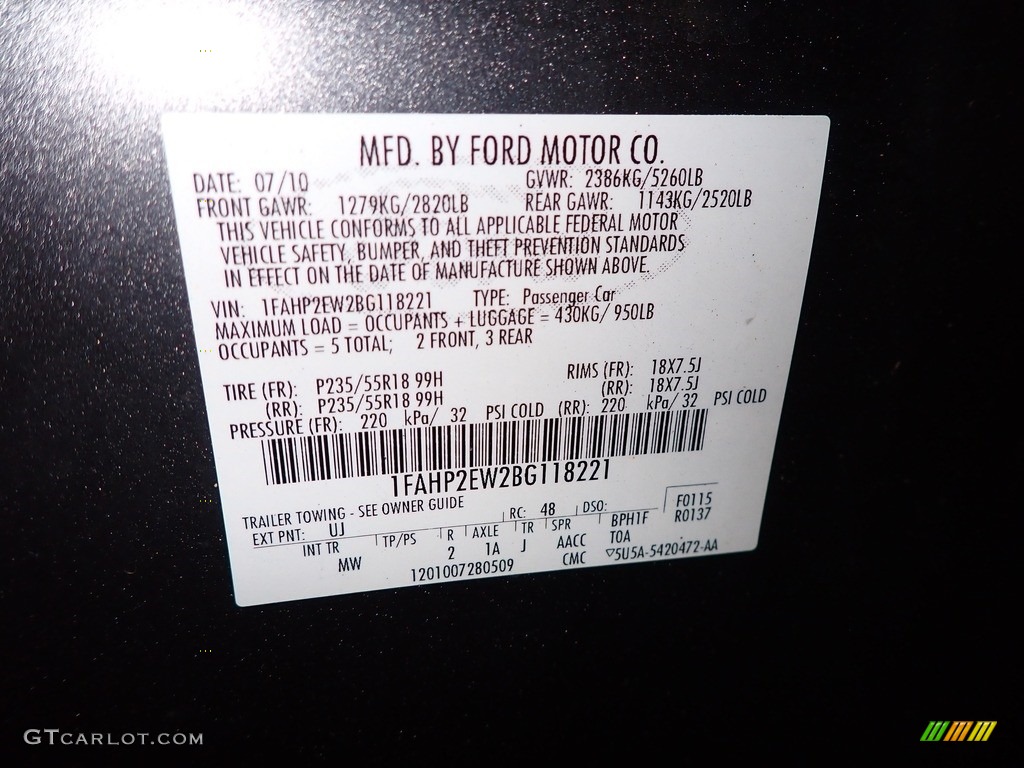 MFD. BY FORD MOTOR CO.
DATE: 07/10 GVWR: 2386KG/5260LB
FRONT GAWR: 1279KG/2820LB REAR GAWR: 1143KG/2520LB
THIS VEHICLE CONFORMS TO ALL APPLICABLE FEDERAL MOTOR
VEHICLE SAFETY, BUMPER, AND THEFT PREVENTION STANDARDS
IN EFFECT ON THE DATE OF MANUFACTURE SHOWN ABOVE.
VIN: 1FAHP2EW2BG118221 TYPE: Passenger Car
MAXIMUM LOAD = OCCUPANTS + LUGGAGE = 430KG/ 950LB
OCCUPANTS = 5 TOTAL; 2 FRONT, 3 REAR
TIRE (FR): P235/55R18 99H RIMS (FR): 18X7.5J
(RR): P235/55R18 99H (RR): 18X7.5J
PRESSURE (FR): 220 kPa/ 32 PSI COLD (RR): 220 kPa/ 32 PSI COLD
1FAHP2EW2BG118221
TRAILER TOWING - SEE OWNER GUIDE
EXT PNT: UJ RC: 48 DSO: F0115
INT TR TP/PS R AXLE TR SPR BPH1F R0137
MW 2 1A J AACC TOA
1201007280509 CMC ▽5U5A-5420472-AA
GTCARLOT.COM